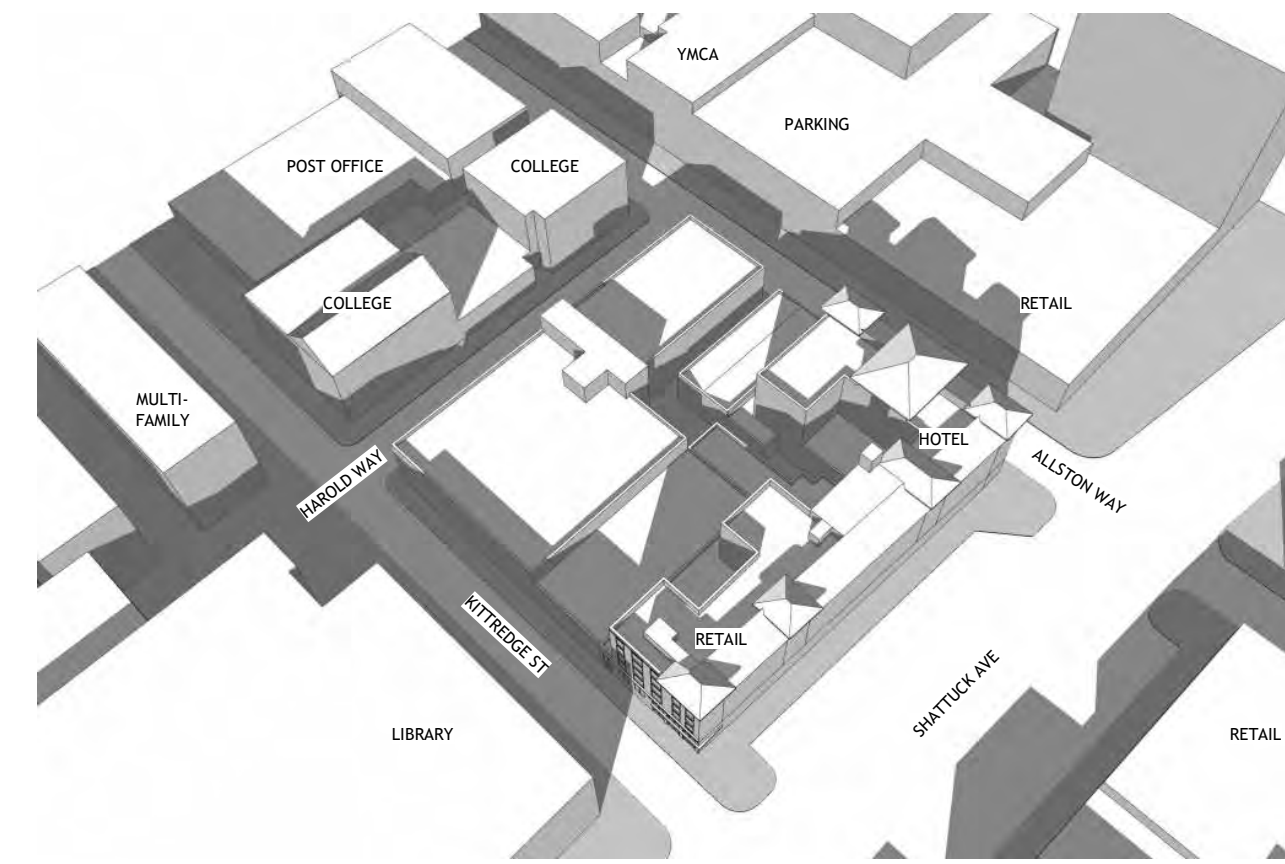 YMCA
PARKING
POST OFFICE
COLLEGE
COLLEGE
RETAIL
MULTI-
FAMILY
HOTEL
HAROLD WAY
ALLSTON WAY
KITTREDGE ST
RETAIL
SHATTUCK AVE
LIBRARY
RETAIL